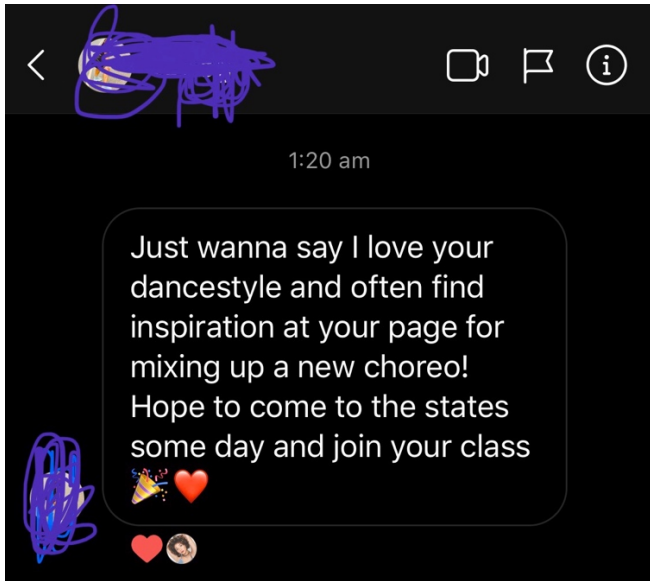 1:20 am
Just wanna say I love your
dancestyle and often find
inspiration at your page for
mixing up a new choreo!
Hope to come to the states
some day and join your class
🎉❤️